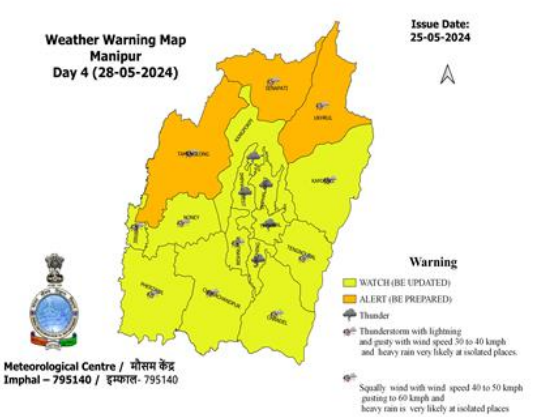 Issue Date:
25-05-2024
Weather Warning Map
Manipur
Day 4 (28-05-2024)
SENAPATI
UKHRUL
KANGPOKPI
TAMENGLONG
KAMJONG
NONEY
TENGNOUPAL
PHERZAWL
CHURACHANDPUR
CHANDEL
Warning
WATCH (BE UPDATED)
ALERT (BE PREPARED)
Thunder
Thunderstorm with lightning
and gusty with wind speed 30 to 40 kmph
and heavy rain very likely at isolated places.
Squally wind with wind speed 40 to 50 kmph
gusting to 60 kmph and
heavy rain is very likely at isolated places
Meteorological Centre / मौसम केंद्र
Imphal – 795140 / इम्फाल- 795140